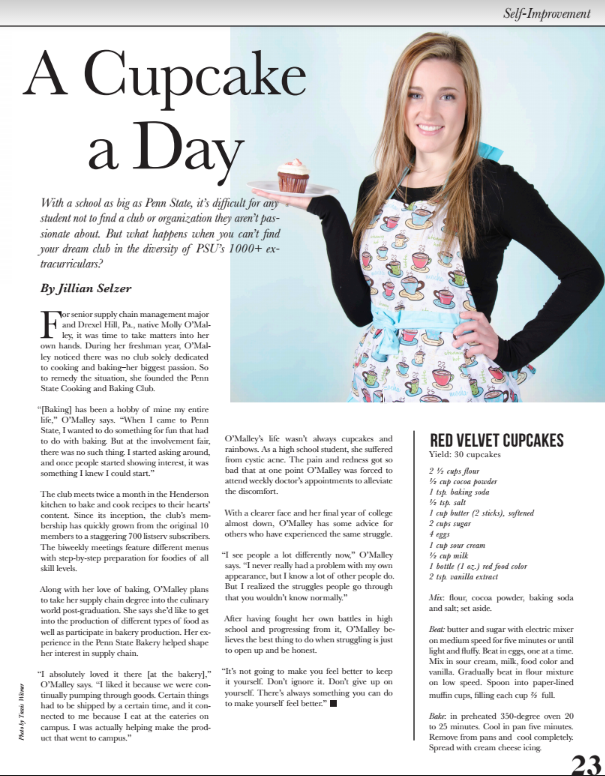 Self-Improvement
A Cupcake
a Day
With a school as big as Penn State, it's difficult for any
student not to find a club or organization they aren't pas-
sionate about. But what happens when you can't find
your dream club in the diversity of PSU's 1000+ ex-
tracurriculars?
By Jillian Selzer
For senior supply chain management major
and Drexel Hill, Pa., native Molly O'Mal-
ley, it was time to take matters into her
own hands. During her freshman year, O'Mal-
ley noticed there was no club solely dedicated
to cooking and baking—her biggest passion. So
to remedy the situation, she founded the Penn
State Cooking and Baking Club.
"[Baking] has been a hobby of mine my entire
life," O'Malley says. "When I came to Penn
State, I wanted to do something for fun that had
to do with baking. But at the involvement fair,
there was no such thing. I started asking around,
and once people started showing interest, it was
something I knew I could start."
The club meets twice a month in the Henderson
kitchen to bake and cook recipes to their hearts'
content. Since its inception, the club's mem-
bership has quickly grown from the original 10
members to a staggering 700 listserv subscribers.
The biweekly meetings feature different menus
with step-by-step preparation for foodies of all
skill levels.
Along with her love of baking, O'Malley plans
to take her supply chain degree into the culinary
world post-graduation. She says she'd like to get
into the production of different types of food as
well as participate in bakery production. Her ex-
perience in the Penn State Bakery helped shape
her interest in supply chain.
"I absolutely loved it there [at the bakery],"
O'Malley says. "I liked it because we were con-
tinually pumping through goods. Certain things
had to be shipped by a certain time, and it con-
nected to me because I eat at the eateries on
campus. I was actually helping make the prod-
uct that went to campus."
O'Malley's life wasn't always cupcakes and
rainbows. As a high school student, she suffered
from cystic acne. The pain and redness got so
bad that at one point O'Malley was forced to
attend weekly doctor's appointments to alleviate
the discomfort.
With a clearer face and her final year of college
almost down, O'Malley has some advice for
others who have experienced the same struggle.
"I see people a lot differently now," O'Malley
says. "I never really had a problem with my own
appearance, but I know a lot of other people do.
But I realized the struggles people go through
that you wouldn't know normally."
After having fought her own battles in high
school and progressing from it, O'Malley be-
lieves the best thing to do when struggling is just
to open up and be honest.
"It's not going to make you feel better to keep
it yourself. Don't ignore it. Don't give up on
yourself. There's always something you can do
to make yourself feel better."
RED VELVET CUPCAKES
Yield: 30 cupcakes
2 ½ cups flour
½ cup cocoa powder
1 tsp. baking soda
½ tsp. salt
1 cup butter (2 sticks), softened
2 cups sugar
4 eggs
1 cup sour cream
½ cup milk
1 bottle (1 oz.) red food color
2 tsp. vanilla extract
Mix: flour, cocoa powder, baking soda
and salt; set aside.
Beat: butter and sugar with electric mixer
on medium speed for five minutes or until
light and fluffy. Beat in eggs, one at a time.
Mix in sour cream, milk, food color and
vanilla. Gradually beat in flour mixture
on low speed. Spoon into paper-lined
muffin cups, filling each cup ⅔ full.
Bake: in preheated 350-degree oven 20
to 25 minutes. Cool in pan five minutes.
Remove from pans and cool completely.
Spread with cream cheese icing.
23